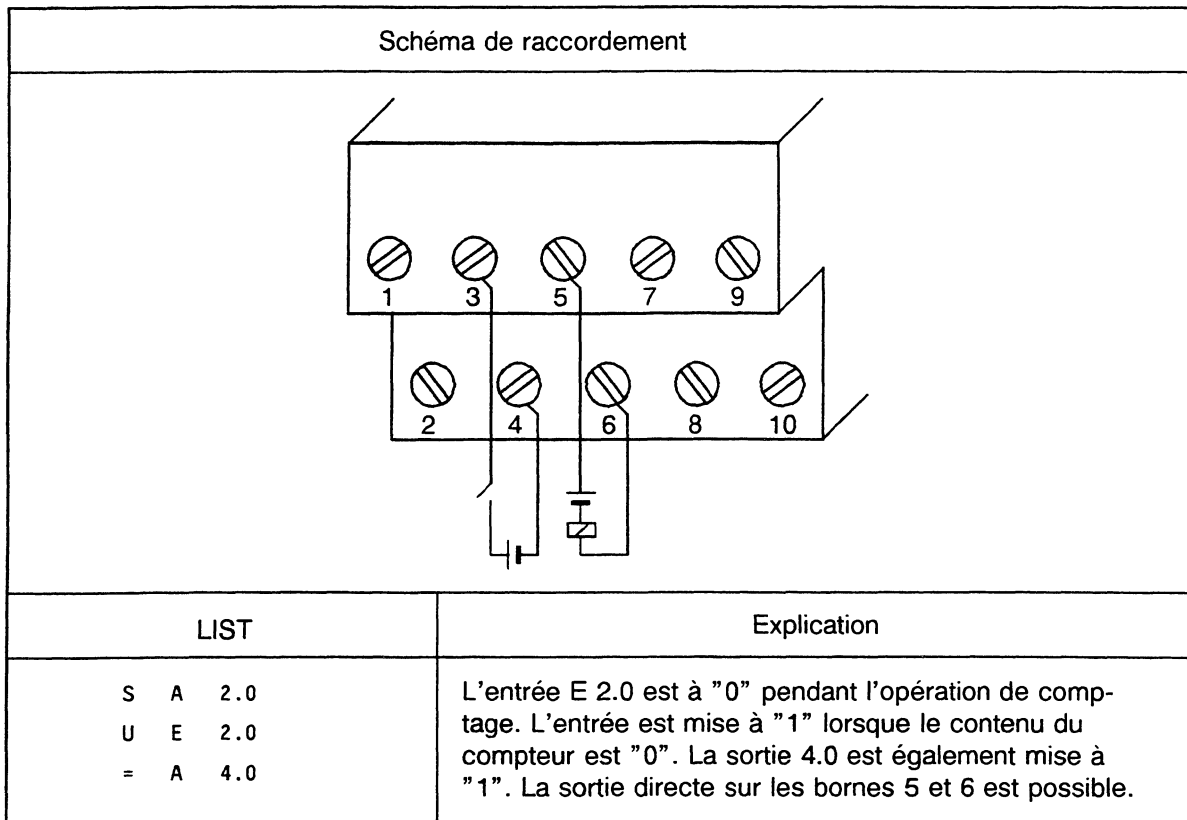 Schéma de raccordement
1 3 5 7 9
2 4 6 8 10
LIST
Explication
S A 2.0
U E 2.0
= A 4.0
L'entrée E 2.0 est à "0" pendant l'opération de comp-
tage. L'entrée est mise à "1" lorsque le contenu du
compteur est "0". La sortie 4.0 est également mise à
"1". La sortie directe sur les bornes 5 et 6 est possible.